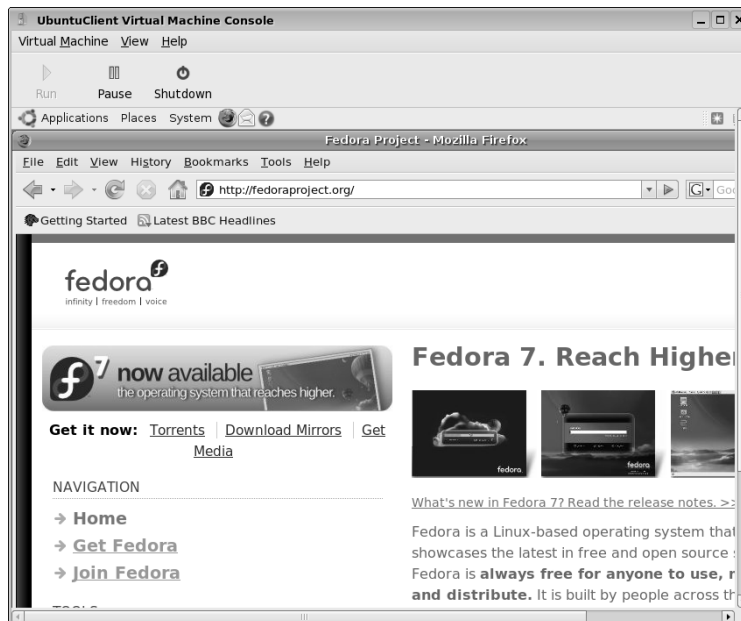 UbuntuClient Virtual Machine Console
Virtual Machine View Help
Run Pause Shutdown
Applications Places System
Fedora Project - Mozilla Firefox
File Edit View History Bookmarks Tools Help
http://fedoraproject.org/
G Goo
Getting Started Latest BBC Headlines
fedora
infinity | freedom | voice
7 now available
the operating system that reaches higher.
Get it now: Torrents Download Mirrors Get
Media
NAVIGATION
Home
Get Fedora
Join Fedora
Fedora 7. Reach Higher
fedora
fedora
What's new in Fedora 7? Read the release notes. >>
Fedora is a Linux-based operating system that
showcases the latest in free and open source
Fedora is always free for anyone to use,
and distribute. It is built by people across